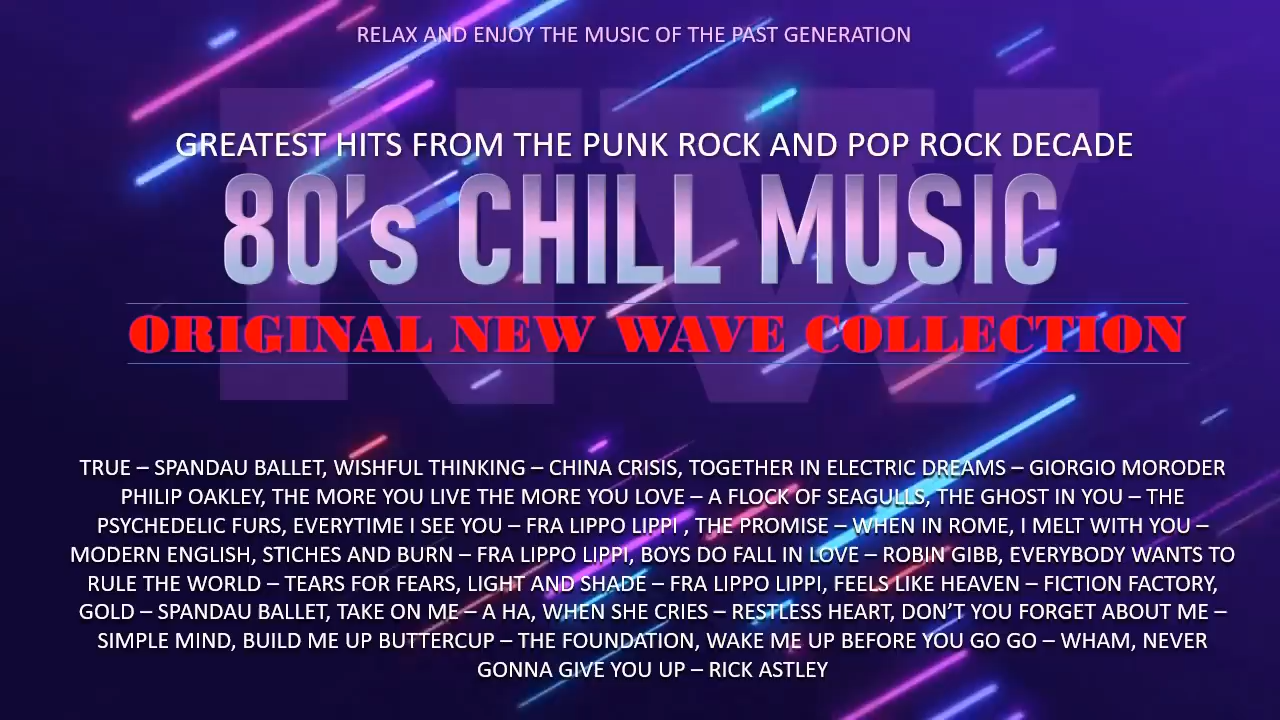 RELAX AND ENJOY THE MUSIC OF THE PAST GENERATION
NW
GREATEST HITS FROM THE PUNK ROCK AND POP ROCK DECADE
80's CHILL MUSIC
ORIGINAL NEW WAVE COLLECTION
TRUE – SPANDAU BALLET, WISHFUL THINKING – CHINA CRISIS, TOGETHER IN ELECTRIC DREAMS – GIORGIO MORODER
PHILIP OAKLEY, THE MORE YOU LIVE THE MORE YOU LOVE – A FLOCK OF SEAGULLS, THE GHOST IN YOU – THE
PSYCHEDELIC FURS, EVERYTIME I SEE YOU – FRA LIPPO LIPPI , THE PROMISE – WHEN IN ROME, I MELT WITH YOU –
MODERN ENGLISH, STICHES AND BURN – FRA LIPPO LIPPI, BOYS DO FALL IN LOVE – ROBIN GIBB, EVERYBODY WANTS TO
RULE THE WORLD – TEARS FOR FEARS, LIGHT AND SHADE – FRA LIPPO LIPPI, FEELS LIKE HEAVEN – FICTION FACTORY,
GOLD – SPANDAU BALLET, TAKE ON ME – A HA, WHEN SHE CRIES – RESTLESS HEART, DON'T YOU FORGET ABOUT ME –
SIMPLE MIND, BUILD ME UP BUTTERCUP – THE FOUNDATION, WAKE ME UP BEFORE YOU GO GO – WHAM, NEVER
GONNA GIVE YOU UP – RICK ASTLEY